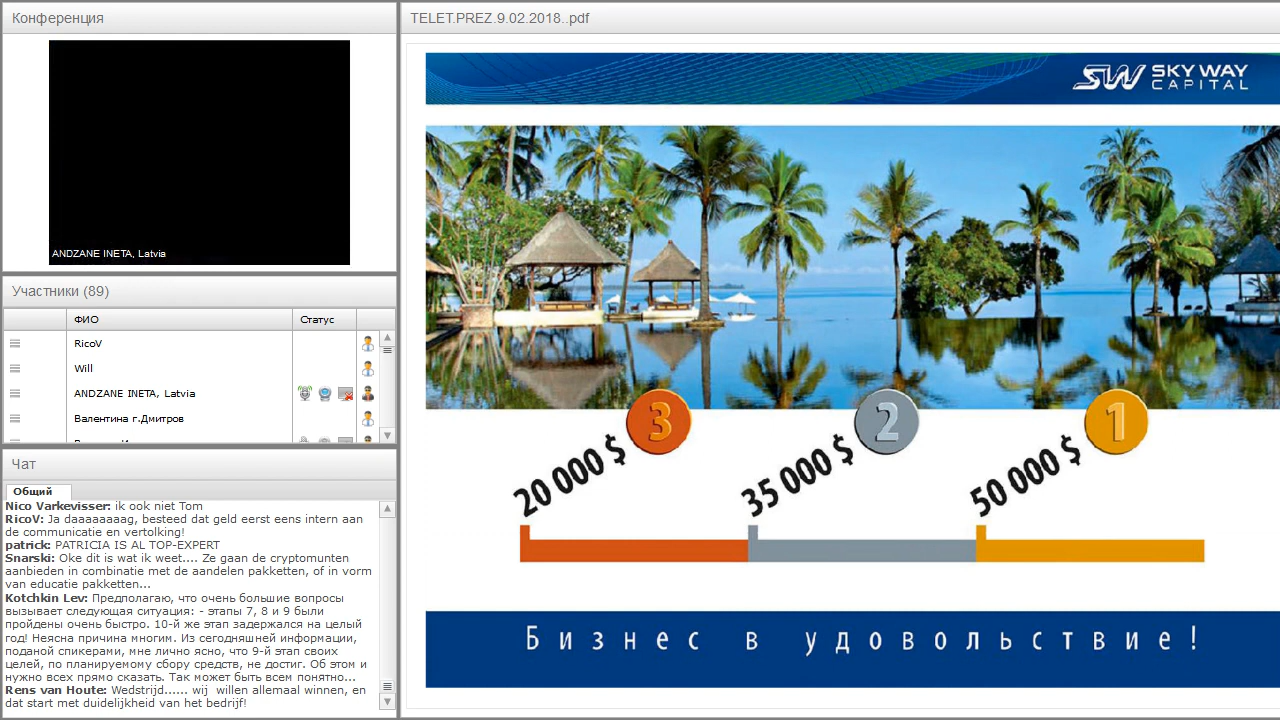 Конференция
ANDZANE INETA, Latvia
Участники (89)
ФИО
Статус
RicoV
Will
ANDZANE INETA, Latvia
Валентина г.Дмитров
Чат
Общий
Nico Varkevisser: ik ook niet Tom
RicoV: Ja daaaaaaaag, besteed dat geld eerst eens intern aan
de communicatie en vertolking!
patrick: PATRICIA IS AL TOP-EXPERT
Snarski: Oke dit is wat ik weet.... Ze gaan de cryptomunten
aanbieden in combinatie met de aandelen pakketten, of in vorm
van educatie pakketten...
Kotchkin Lev: Предполагаю, что очень большие вопросы
вызывает следующая ситуация: - этапы 7, 8 и 9 были
пройдены очень быстро. 10-й же этап задержался на целый
год! Неясна причина многим. Из сегодняшней информации,
поданой спикерами, мне лично ясно, что 9-й этап своих
целей, по планируемому сбору средств, не достиг. Об этом и
нужно всех прямо сказать. Так может быть всем понятно...
Rens van Houte: Wedstrijd...... wij willen allemaal winnen, en
dat start met duidelijkheid van het bedrijf!
TELET.PREZ.9.02.2018..pdf
SW SKY WAY
CAPITAL
3
2
1
20 000 $
35 000 $
50 000 $
Бизнес в удовольствие!